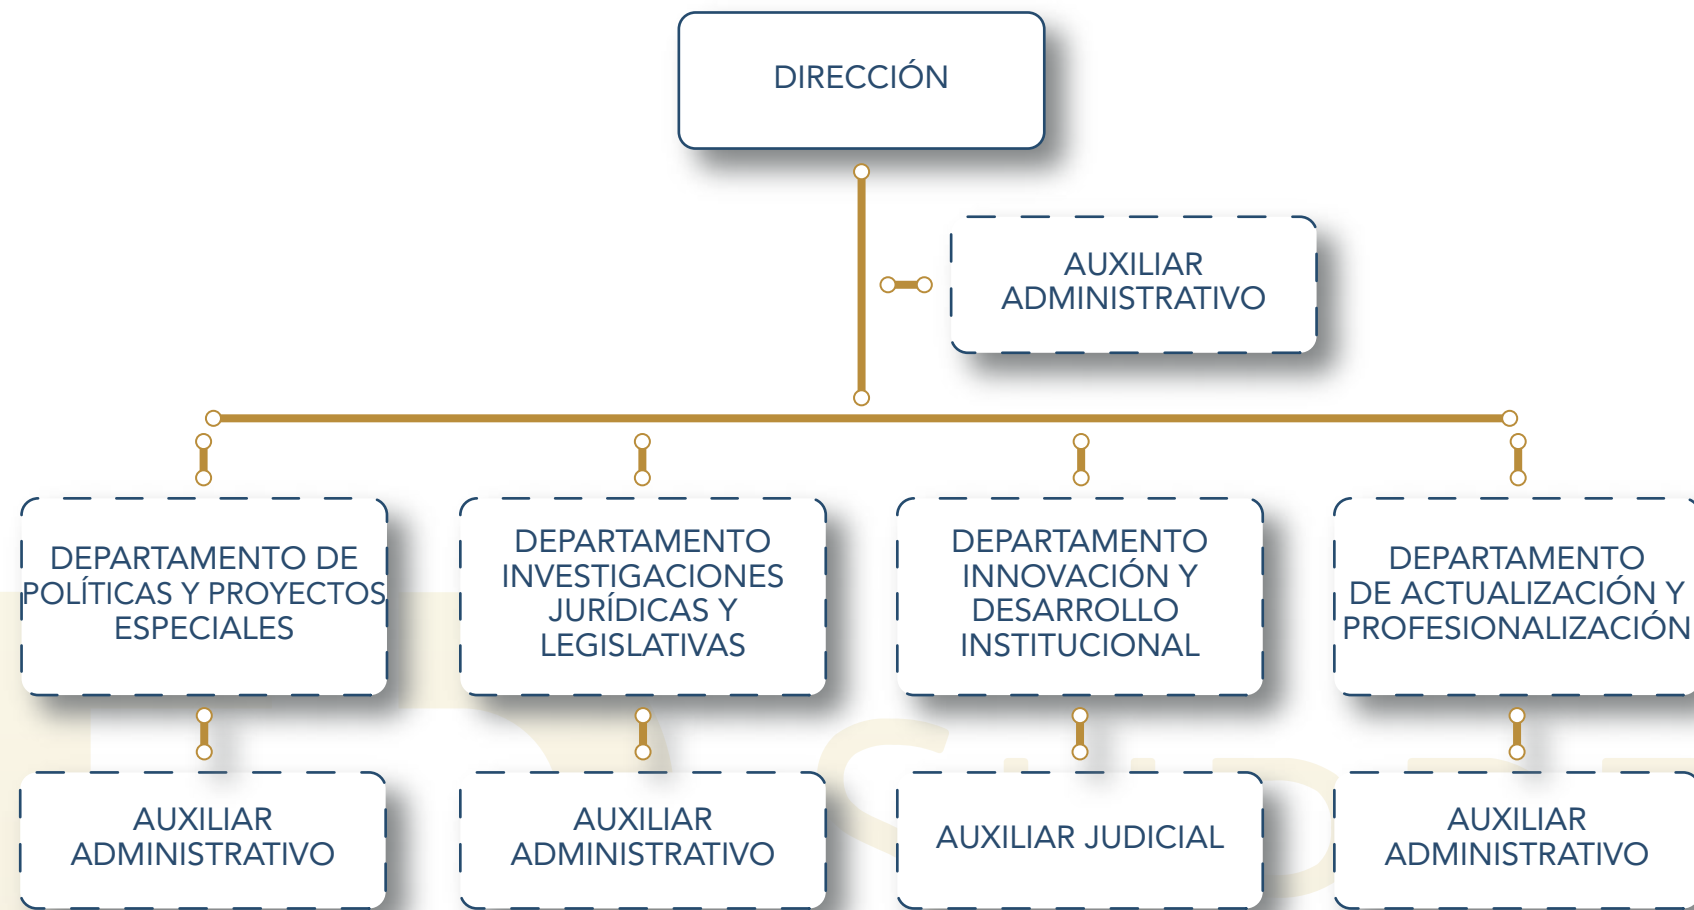 DIRECCIÓN
AUXILIAR
ADMINISTRATIVO
DEPARTAMENTO DE
POLÍTICAS Y PROYECTOS
ESPECIALES
DEPARTAMENTO
INVESTIGACIONES
JURÍDICAS Y
LEGISLATIVAS
DEPARTAMENTO
INNOVACIÓN Y
DESARROLLO
INSTITUCIONAL
DEPARTAMENTO
DE ACTUALIZACIÓN Y
PROFESIONALIZACIÓN
AUXILIAR
ADMINISTRATIVO
AUXILIAR
ADMINISTRATIVO
AUXILIAR JUDICIAL
AUXILIAR
ADMINISTRATIVO